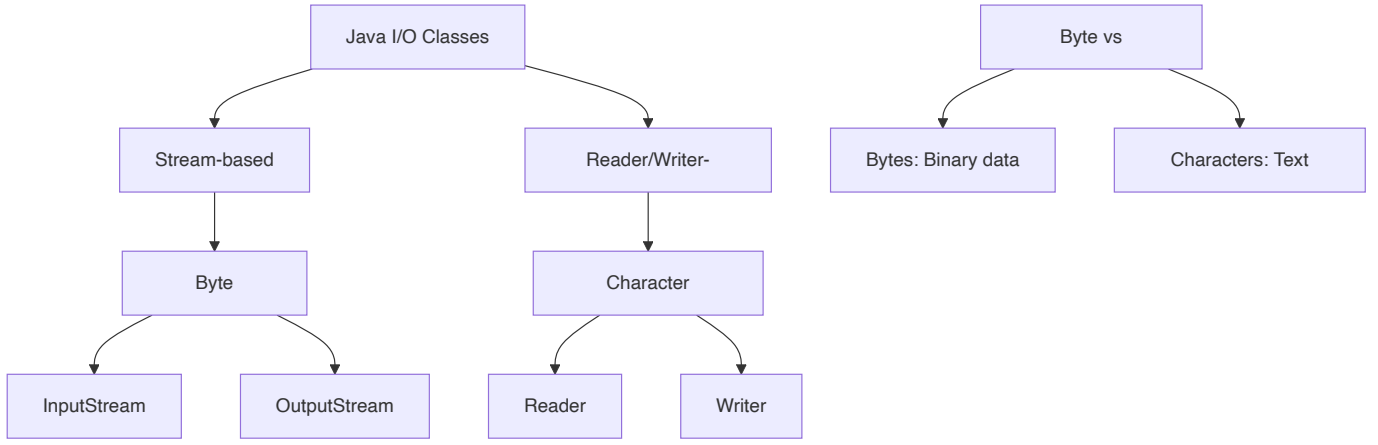 Java I/O Classes
Byte vs
Stream-based
Reader/Writer-
Bytes: Binary data
Characters: Text
Byte
Character
InputStream
OutputStream
Reader
Writer